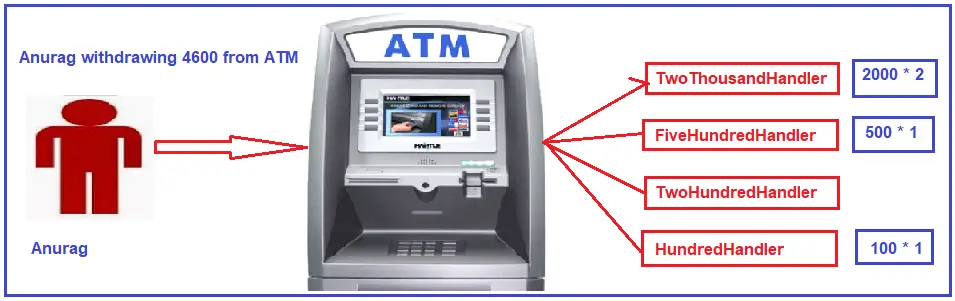 Anurag withdrawing 4600 from ATM
ATM
TwoThousandHandler
2000 * 2
FiveHundredHandler
500 * 1
TwoHundredHandler
HundredHandler
100 * 1
Anurag